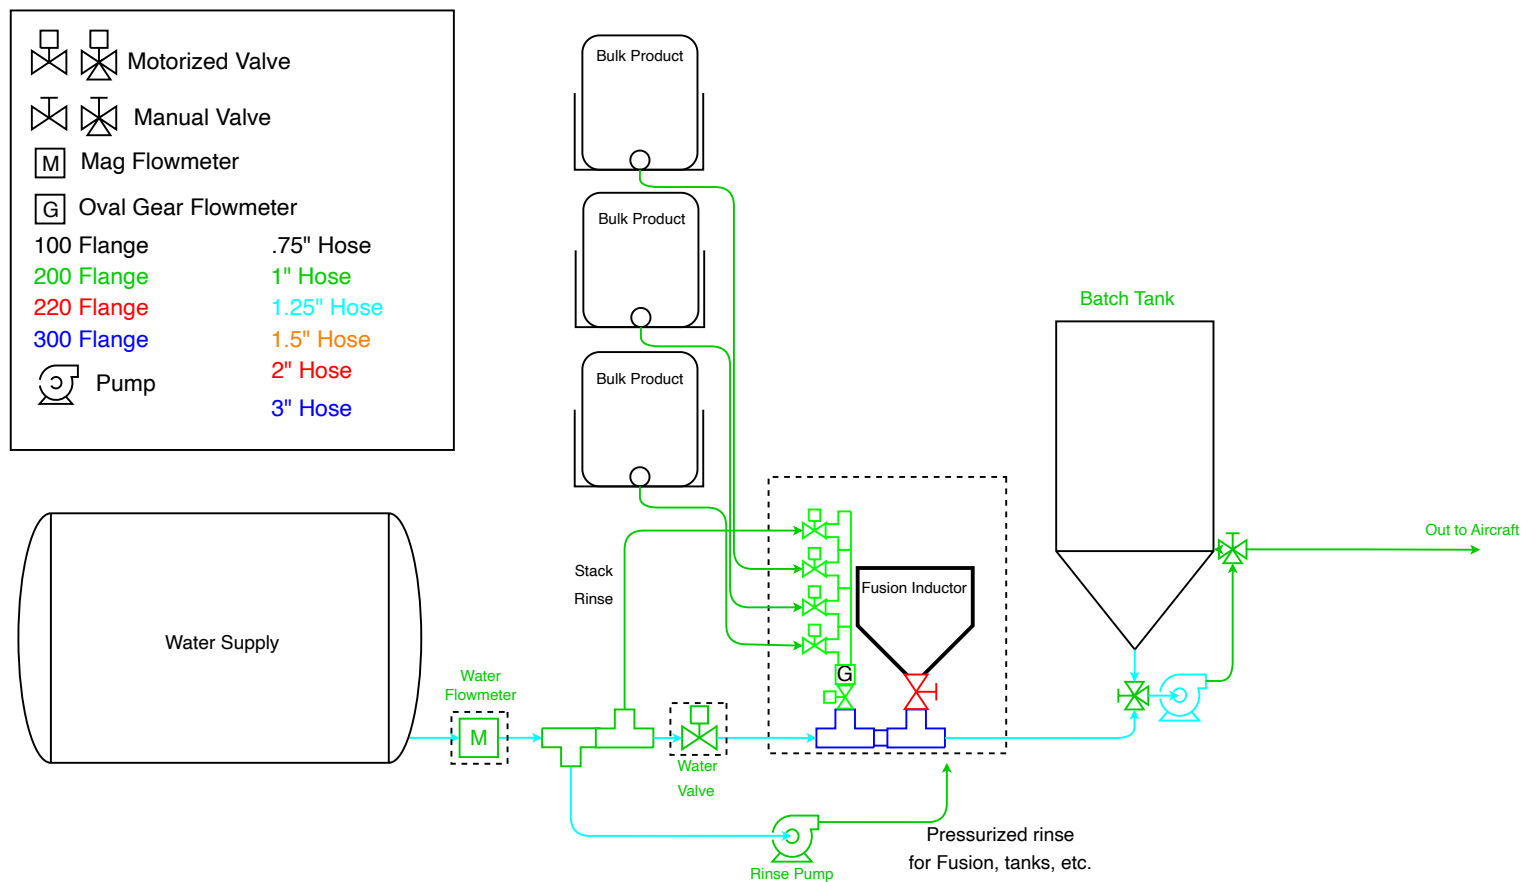 Motorized Valve
Manual Valve
M Mag Flowmeter
G Oval Gear Flowmeter
100 Flange .75" Hose
200 Flange 1" Hose
220 Flange 1.25" Hose
300 Flange 1.5" Hose
Pump 2" Hose
3" Hose
Bulk Product
Bulk Product
Bulk Product
Batch Tank
Out to Aircraft
Stack
Rinse
Fusion Inductor
Water Supply
G
Water
Flowmeter
M
Water
Valve
Rinse Pump
Pressurized rinse
for Fusion, tanks, etc.